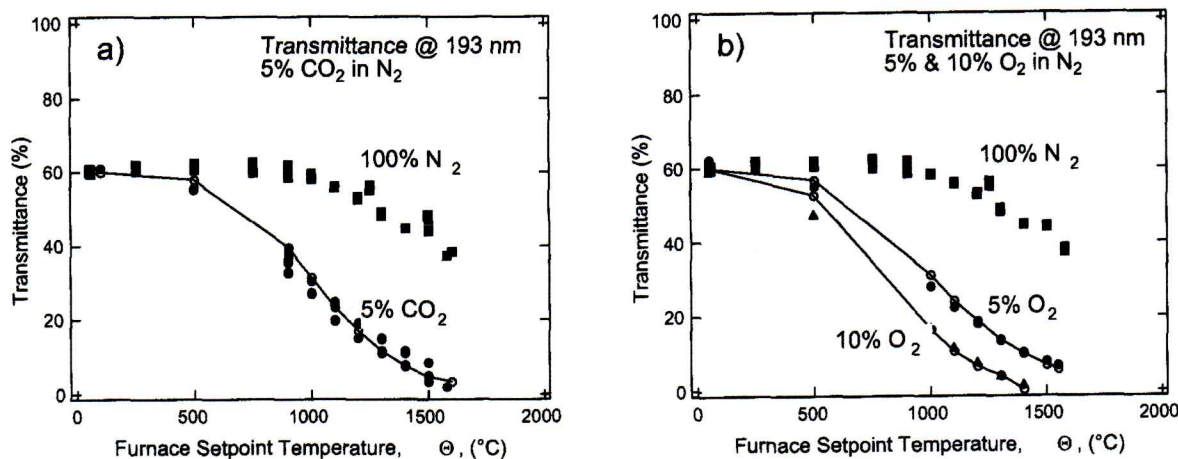 a)
Transmittance @ 193 nm
5% CO₂ in N₂
100% N₂
5% CO₂
Transmittance (%)
100
80
60
40
20
0
0 500 1000 1500 2000
Furnace Setpoint Temperature, Θ, (°C)
b)
Transmittance @ 193 nm
5% & 10% O₂ in N₂
100% N₂
5% O₂
10% O₂
Transmittance (%)
100
80
60
40
20
0
0 500 1000 1500 2000
Furnace Setpoint Temperature, Θ, (°C)